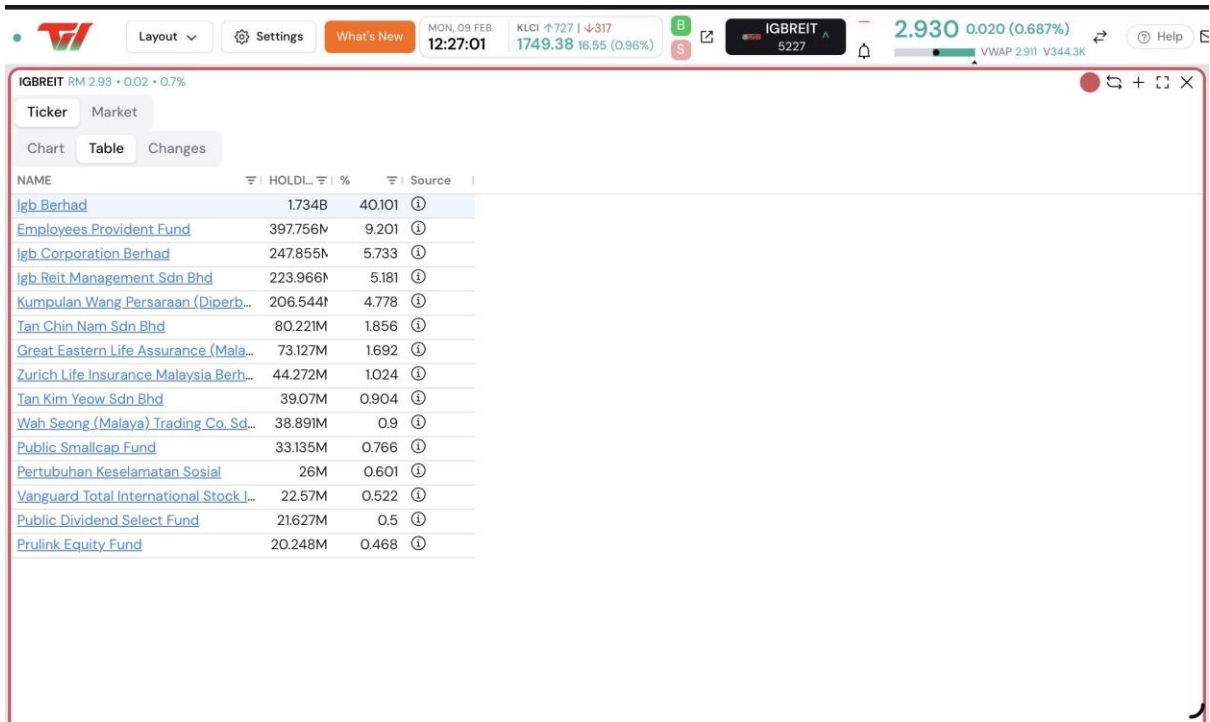 Layout Settings What's New MON, 09 FEB 12:27:01 KLCI ↑727 | ↓317 1749.38 16.55 (0.96%) B S IGBREIT 5227 2.930 0.020 (0.687%) VWAP 2.911 V344.3K Help
IGBREIT RM 2.93 • 0.02 • 0.7%
Ticker Market
Chart Table Changes
NAME HOLDI... % Source
Igb Berhad 1.734B 40.101
Employees Provident Fund 397.756M 9.201
Igb Corporation Berhad 247.855M 5.733
Igb Reit Management Sdn Bhd 223.966M 5.181
Kumpulan Wang Persaraan (Diperb... 206.544M 4.778
Tan Chin Nam Sdn Bhd 80.221M 1.856
Great Eastern Life Assurance (Mala... 73.127M 1.692
Zurich Life Insurance Malaysia Berh... 44.272M 1.024
Tan Kim Yeow Sdn Bhd 39.07M 0.904
Wah Seong (Malaya) Trading Co. Sd... 38.891M 0.9
Public Smallcap Fund 33.135M 0.766
Pertubuhan Keselamatan Sosial 26M 0.601
Vanguard Total International Stock I... 22.57M 0.522
Public Dividend Select Fund 21.627M 0.5
Prulink Equity Fund 20.248M 0.468